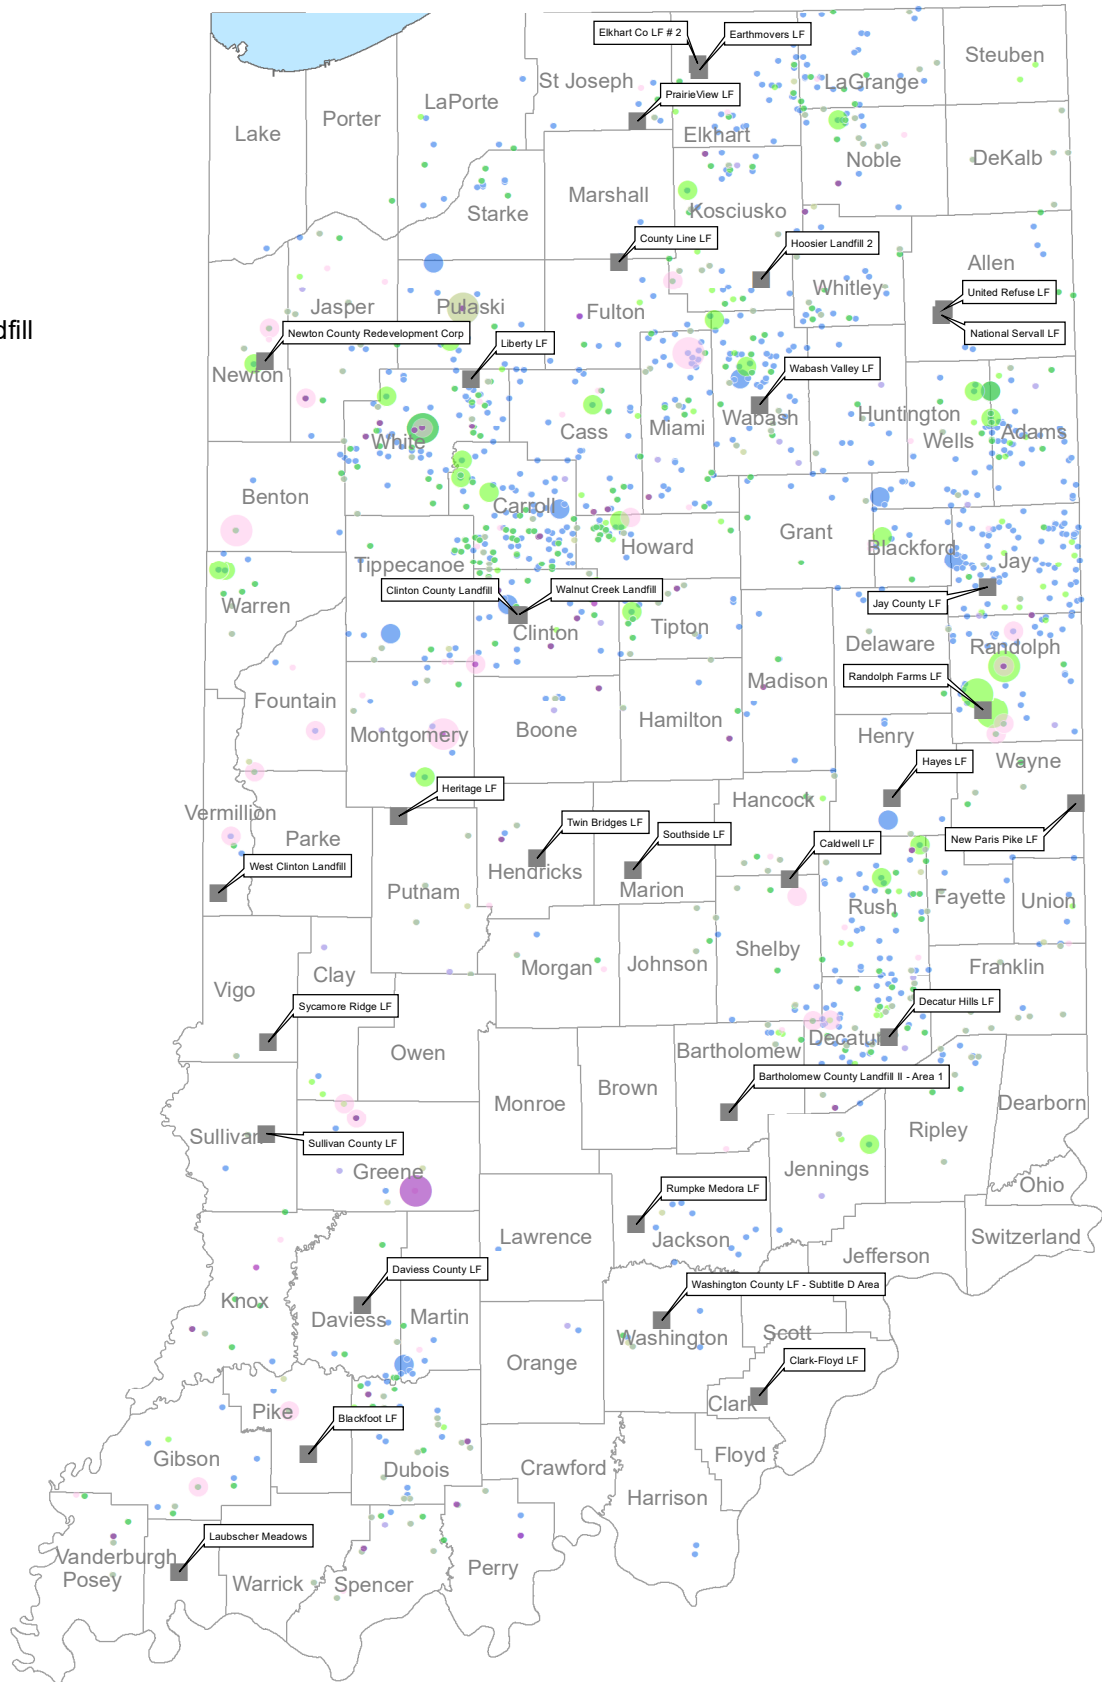 Elkhart Co LF # 2
Earthmovers LF
Steuben
St Joseph
LaGrange
LaPorte
PrairieView LF
Porter
Lake
Elkhart
Noble
DeKalb
Marshall
Starke
Kosciusko
County Line LF
Hoosier Landfill 2
Allen
Whitley
United Refuse LF
Jasper
Pulaski
Fulton
dfill
Newton County Redevelopment Corp
National Servall LF
Liberty LF
Newton
Wabash Valley LF
Wabash
Huntington
White
Cass
Miami
Wells
Adams
Benton
Carroll
Grant
Howard
Blackford
Jay
Tippecanoe
Clinton County Landfill
Walnut Creek Landfill
Jay County LF
Warren
Clinton
Tipton
Delaware
Randolph
Randolph Farms LF
Madison
Fountain
Hamilton
Boone
Montgomery
Henry
Hayes LF
Wayne
Heritage LF
Hancock
Vermillion
Twin Bridges LF
Southside LF
Parke
Caldwell LF
New Paris Pike LF
West Clinton Landfill
Hendricks
Marion
Putnam
Fayette
Union
Rush
Shelby
Morgan
Johnson
Franklin
Clay
Vigo
Decatur Hills LF
Sycamore Ridge LF
Decatur
Owen
Bartholomew
Bartholomew County Landfill II - Area 1
Brown
Monroe
Dearborn
Ripley
Sullivan
Sullivan County LF
Greene
Jennings
Ohio
Rumpke Medora LF
Lawrence
Jackson
Switzerland
Jefferson
Daviess County LF
Washington County LF - Subtitle D Area
Knox
Daviess
Martin
Washington
Scott
Orange
Clark-Floyd LF
Clark
Pike
Blackfoot LF
Floyd
Gibson
Dubois
Crawford
Harrison
Laubscher Meadows
Vanderburgh
Posey
Warrick
Spencer
Perry